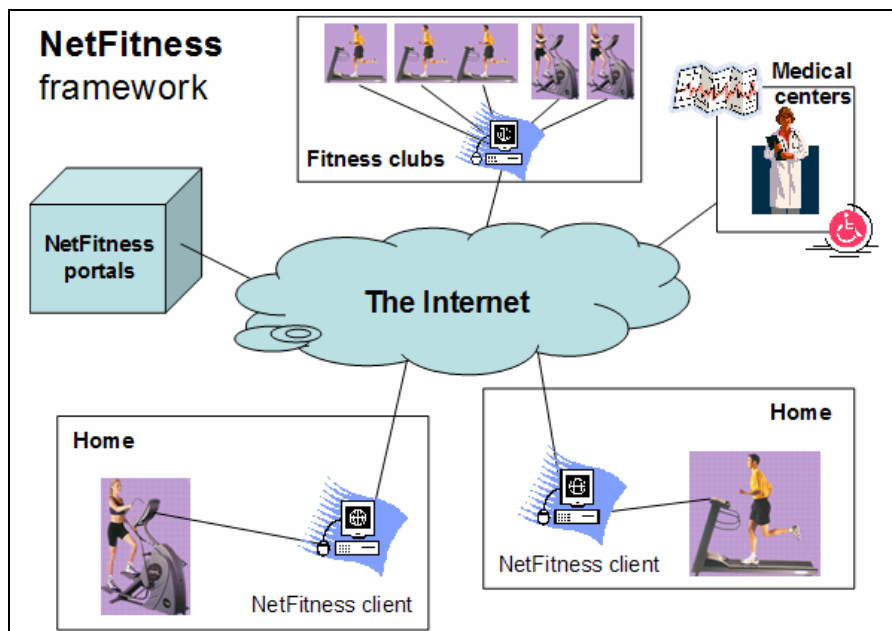 NetFitness
framework
Medical
centers
Fitness clubs
NetFitness
portals
The Internet
Home
Home
NetFitness client
NetFitness client